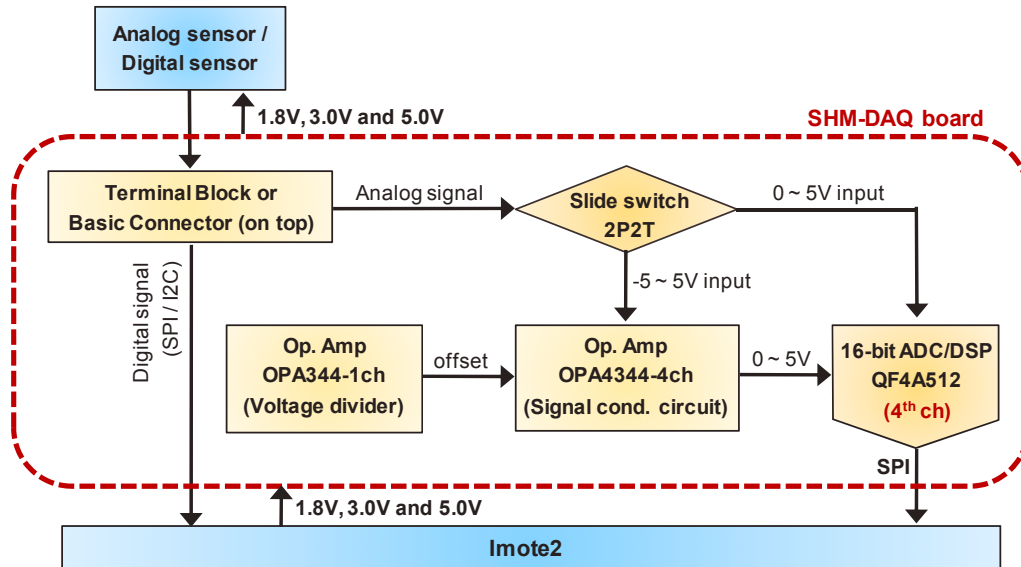 Analog sensor /
Digital sensor
1.8V, 3.0V and 5.0V
SHM-DAQ board
Terminal Block or
Basic Connector (on top)
Analog signal
Slide switch
2P2T
0 ~ 5V input
Digital signal
(SPI / I2C)
-5 ~ 5V input
Op. Amp
OPA344-1ch
(Voltage divider)
offset
Op. Amp
OPA4344-4ch
(Signal cond. circuit)
0 ~ 5V
16-bit ADC/DSP
QF4A512
(4th ch)
SPI
1.8V, 3.0V and 5.0V
Imote2